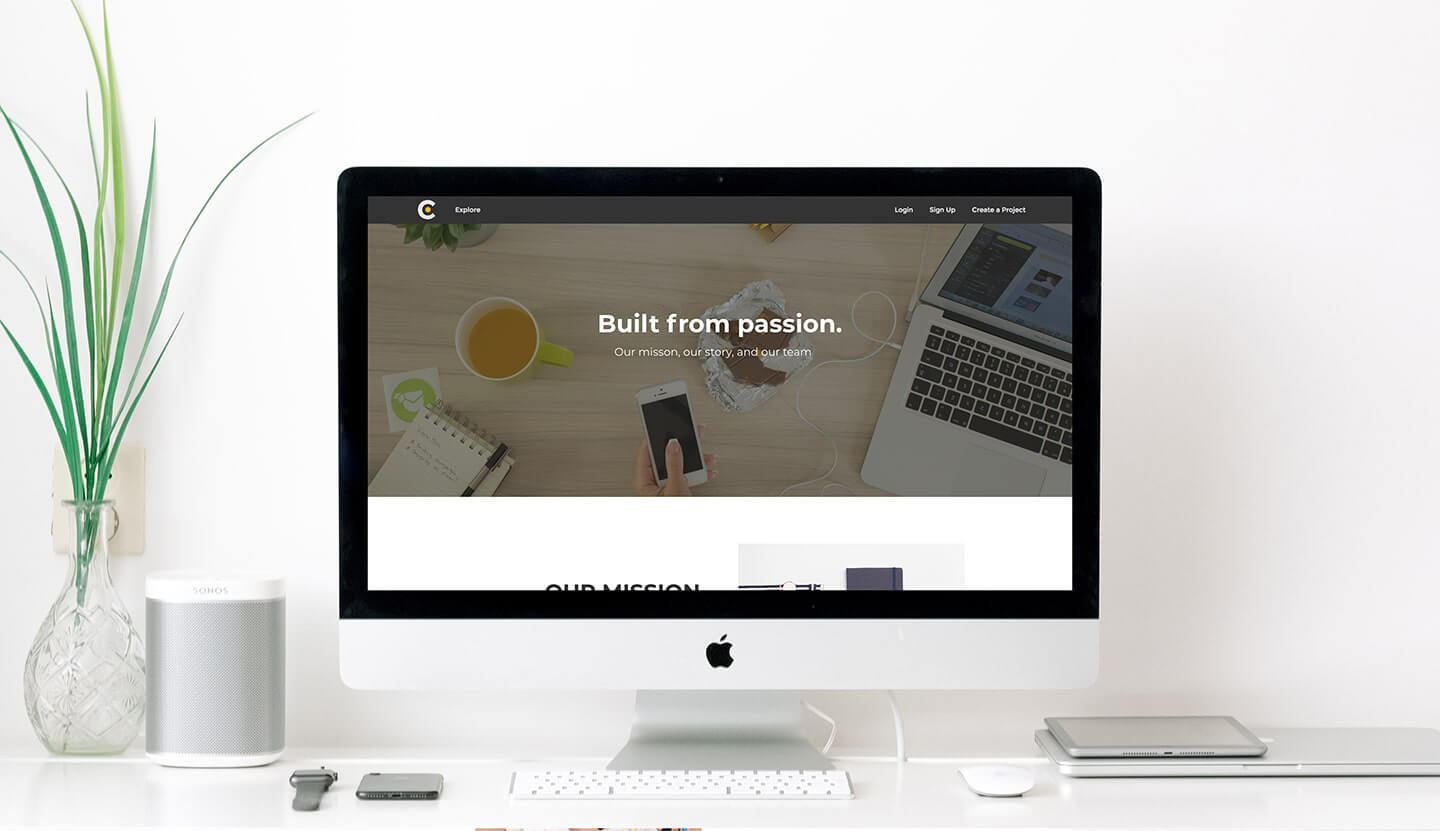 Explore
Login
Sign Up
Create a Project
Built from passion.
Our misson, our story, and our team
OUR MISSION
SONOS